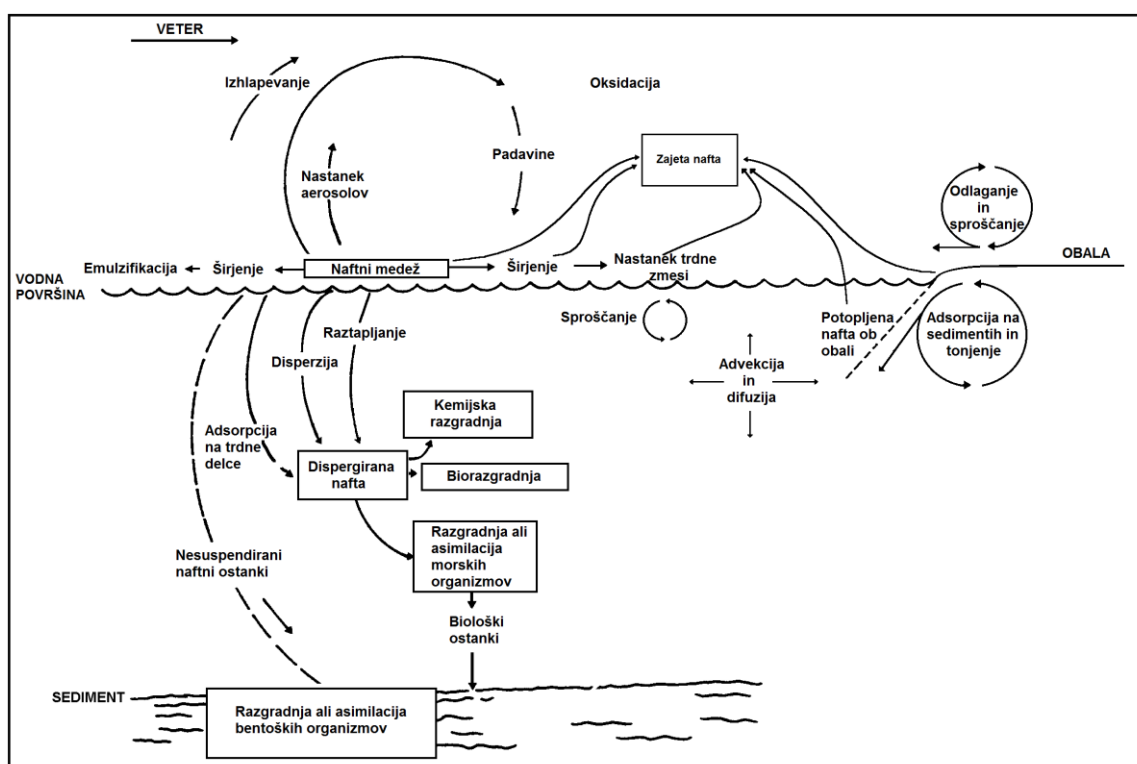 VETER
Izhlapevanje
Oksidacija
Padavine
Zajeta nafta
Nastanek
aerosolov
Odlaganje
in
sproščanje
Emulzifikacija
Širjenje
Naftni medež
Širjenje
Nastanek trdne
zmesi
OBALA
VODNA
POVRŠINA
Sproščanje
Potopljena
nafta ob
obali
Adsorpcija na
sedimentih in
tonjenje
Raztapljanje
Disperzija
Advekcija
in
difuzija
Kemijska
razgradnja
Adsorpcija
na trdne
delce
Dispergirana
nafta
Biorazgradnja
Razgradnja ali
asimilacija
morskih
organizmov
Nesuspendirani
naftni ostanki
Biološki
ostanki
SEDIMENT
Razgradnja ali asimilacija
bentoških organizmov